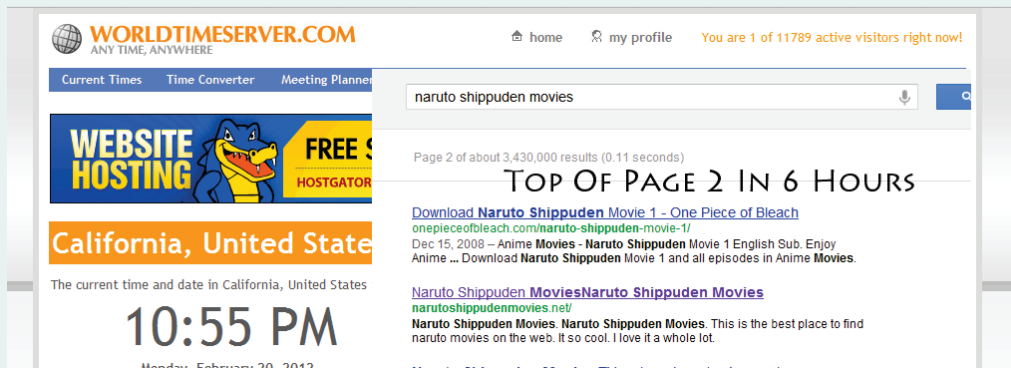 WORLDTIMESERVER.COM
ANY TIME, ANYWHERE
home my profile You are 1 of 11789 active visitors right now!
Current Times Time Converter Meeting Planner
naruto shippuden movies
WEBSITE
HOSTING
FREE
HOSTGATOR
Page 2 of about 3,430,000 results (0.11 seconds)
TOP OF PAGE 2 IN 6 HOURS
Download Naruto Shippuden Movie 1 - One Piece of Bleach
onepieceofbleach.com/naruto-shippuden-movie-1/
Dec 15, 2008 – Anime Movies - Naruto Shippuden Movie 1 English Sub. Enjoy
Anime ... Download Naruto Shippuden Movie 1 and all episodes in Anime Movies.
California, United State
The current time and date in California, United States
10:55 PM
Monday, February 20, 2012
Naruto Shippuden MoviesNaruto Shippuden Movies
narutoshippudenmovies.net/
Naruto Shippuden Movies. Naruto Shippuden Movies. This is the best place to find
naruto movies on the web. It so cool. I love it a whole lot.